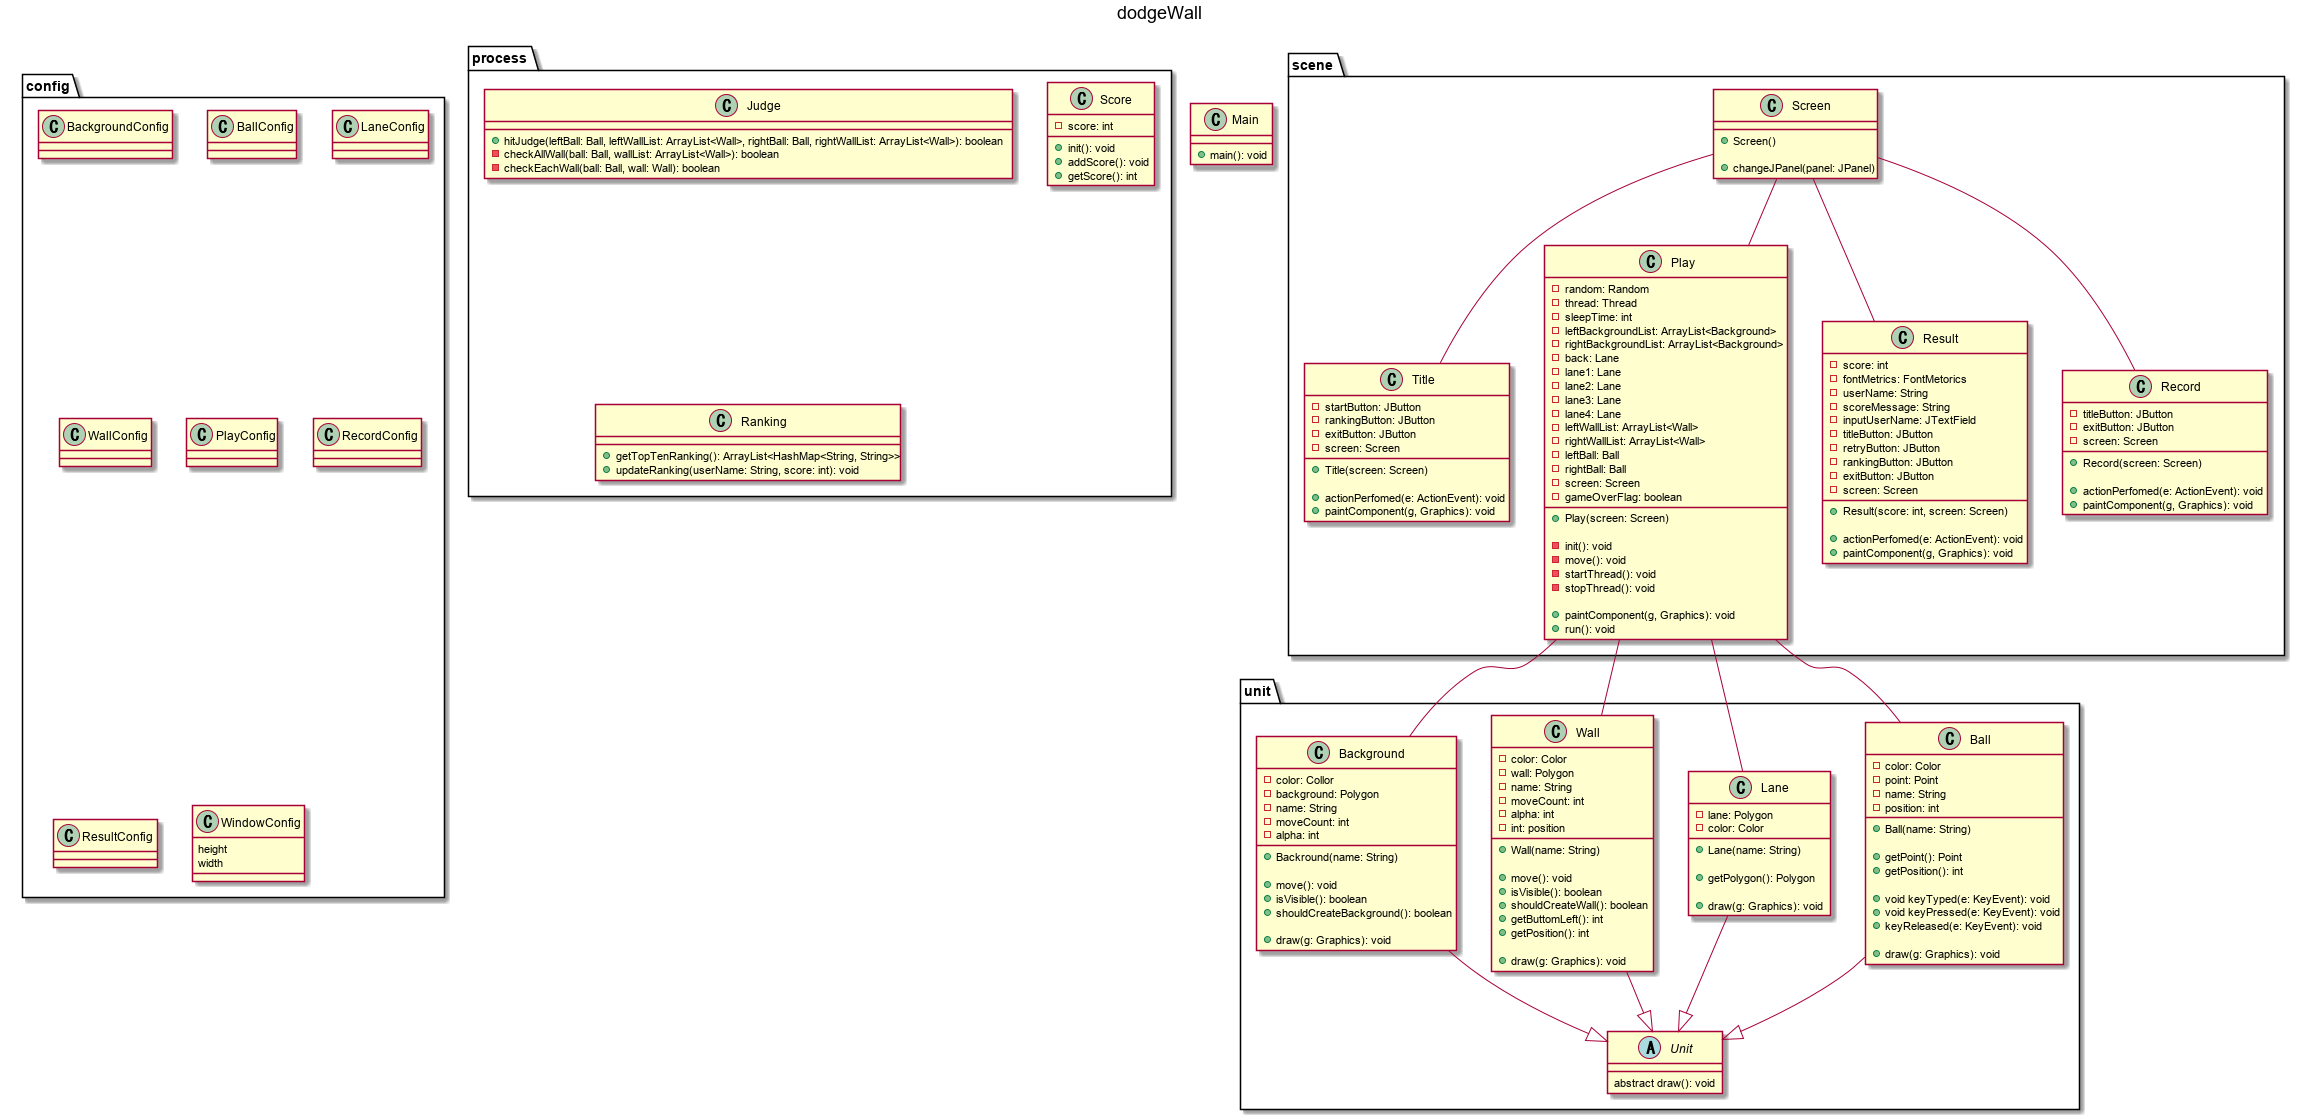 dodgeWall
config
C BackgroundConfig
C BallConfig
C LaneConfig
C WallConfig
C PlayConfig
C RecordConfig
C ResultConfig
C WindowConfig
height
width
process
C Judge
hitJudge(leftBall: Ball, leftWallList: ArrayList<Wall>, rightBall: Ball, rightWallList: ArrayList<Wall>): boolean
checkAllWall(ball: Ball, wallList: ArrayList<Wall>): boolean
checkEachWall(ball: Ball, wall: Wall): boolean
C Score
score: int
init(): void
addScore(): void
getScore(): int
C Ranking
getTopTenRanking(): ArrayList<HashMap<String, String>>
updateRanking(userName: String, score: int): void
C Main
main(): void
scene
C Screen
Screen()
changeJPanel(panel: JPanel)
C Title
startButton: JButton
rankingButton: JButton
exitButton: JButton
screen: Screen
Title(screen: Screen)
actionPerfomed(e: ActionEvent): void
paintComponent(g, Graphics): void
C Play
random: Random
thread: Thread
sleepTime: int
leftBackgroundList: ArrayList<Background>
rightBackgroundList: ArrayList<Background>
back: Lane
lane1: Lane
lane2: Lane
lane3: Lane
lane4: Lane
leftWallList: ArrayList<Wall>
rightWallList: ArrayList<Wall>
leftBall: Ball
rightBall: Ball
screen: Screen
gameOverFlag: boolean
Play(screen: Screen)
init(): void
move(): void
startThread(): void
stopThread(): void
paintComponent(g, Graphics): void
run(): void
C Result
score: int
fontMetrics: FontMetorics
userName: String
scoreMessage: String
inputUserName: JTextField
titleButton: JButton
retryButton: JButton
rankingButton: JButton
exitButton: JButton
screen: Screen
Result(score: int, screen: Screen)
actionPerfomed(e: ActionEvent): void
paintComponent(g, Graphics): void
C Record
titleButton: JButton
exitButton: JButton
screen: Screen
Record(screen: Screen)
actionPerfomed(e: ActionEvent): void
paintComponent(g, Graphics): void
unit
C Background
color: Collor
background: Polygon
name: String
moveCount: int
alpha: int
Backround(name: String)
move(): void
isVisible(): boolean
shouldCreateBackground(): boolean
draw(g: Graphics): void
C Wall
color: Color
wall: Polygon
name: String
moveCount: int
alpha: int
int: position
Wall(name: String)
move(): void
isVisible(): boolean
shouldCreateWall(): boolean
getButtomLeft(): int
getPosition(): int
draw(g: Graphics): void
C Lane
lane: Polygon
color: Color
Lane(name: String)
getPolygon(): Polygon
draw(g: Graphics): void
C Ball
color: Color
point: Point
name: String
position: int
Ball(name: String)
getPoint(): Point
getPosition(): int
void keyTyped(e: KeyEvent): void
void keyPressed(e: KeyEvent): void
keyReleased(e: KeyEvent): void
draw(g: Graphics): void
A Unit
abstract draw(): void